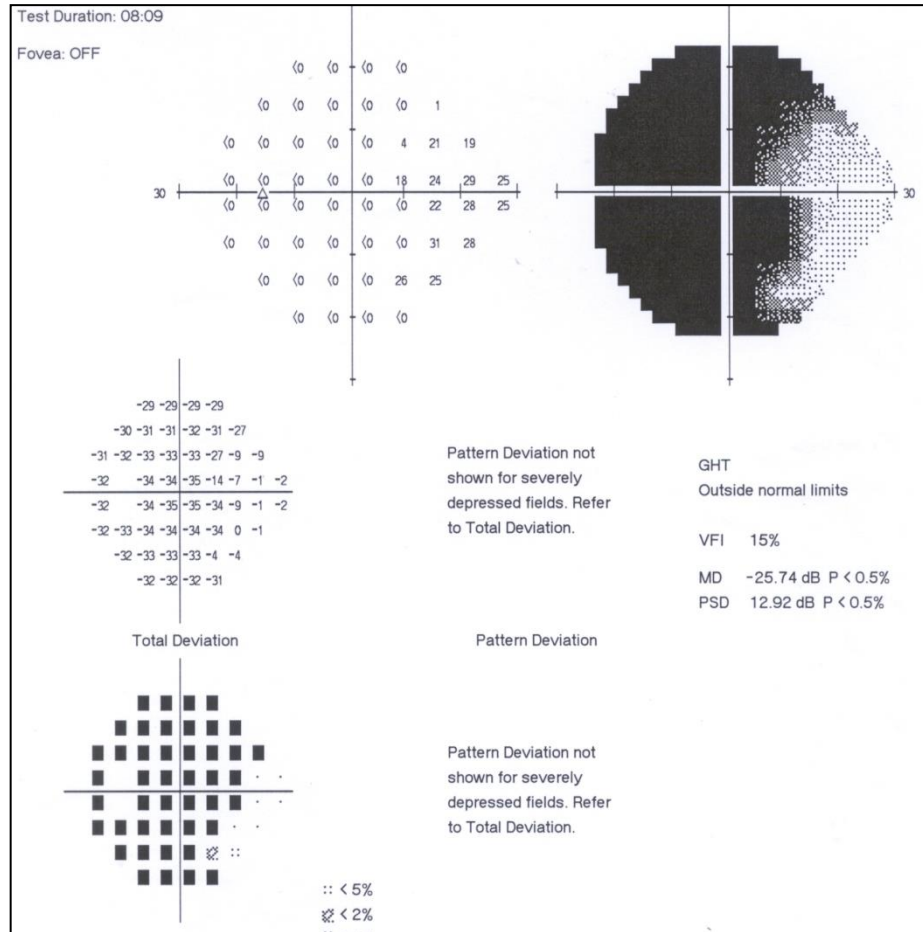 Test Duration: 08:09
Fovea: OFF
<0 <0 <0 <0
<0 <0 <0 <0 <0 1
<0 <0 <0 <0 <0 4 21 19
<0 <0 <0 <0 <0 18 24 29 25
30 30
<0 <0 <0 <0 <0 <0 22 28 25
<0 <0 <0 <0 <0 <0 31 28
<0 <0 <0 <0 26 25
<0 <0 <0 <0
-29 -29 -29 -29
-30 -31 -31 -32 -31 -27
-31 -32 -33 -33 -33 -27 -9 -9
-32 -34 -34 -35 -14 -7 -1 -2
-32 -34 -35 -35 -34 -9 -1 -2
-32 -33 -34 -34 -34 -34 0 -1
-32 -33 -33 -33 -4 -4
-32 -32 -32 -31
Total Deviation
Pattern Deviation not
shown for severely
depressed fields. Refer
to Total Deviation.
Pattern Deviation
GHT
Outside normal limits
VFI 15%
MD -25.74 dB P < 0.5%
PSD 12.92 dB P < 0.5%
Pattern Deviation not
shown for severely
depressed fields. Refer
to Total Deviation.
< 5%
< 2%